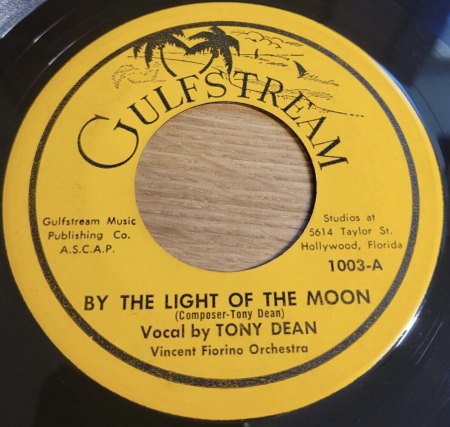 GULFSTREAM
Gulfstream Music
Publishing Co.
A.S.C.A.P.
Studios at
5614 Taylor St.
Hollywood, Florida
1003-A
BY THE LIGHT OF THE MOON
(Composer-Tony Dean)
Vocal by TONY DEAN
Vincent Fiorino Orchestra